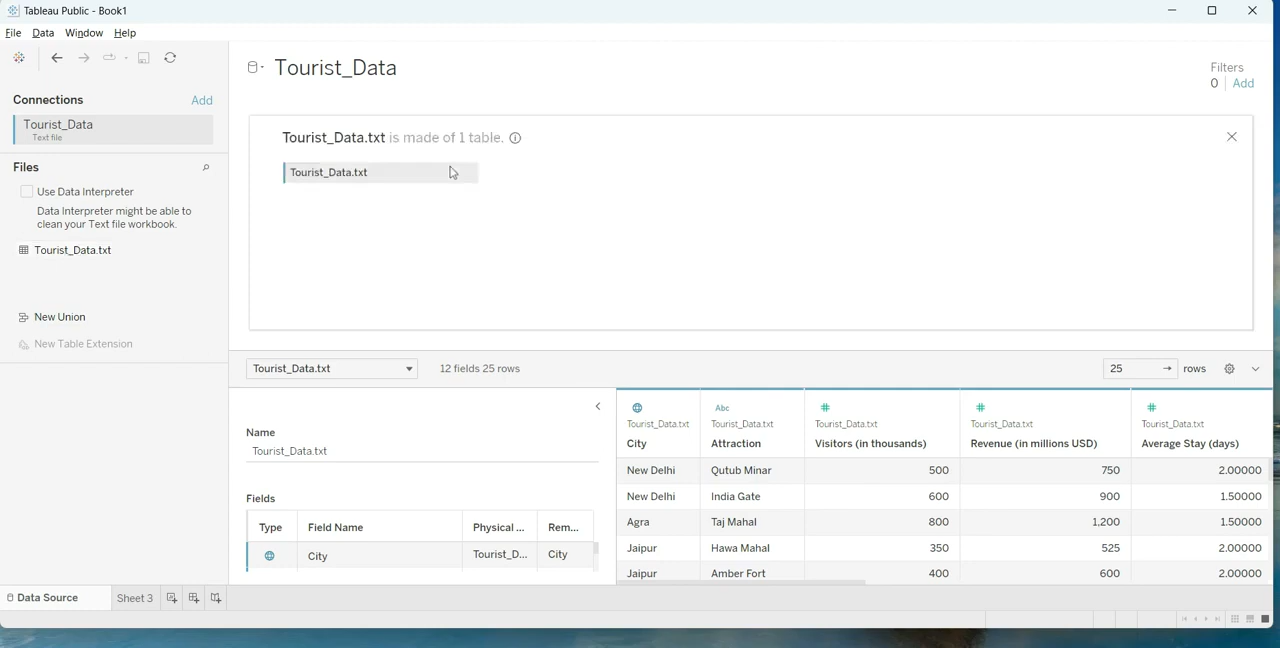 Tableau Public - Book1
File Data Window Help
Connections Add
Tourist_Data
Text file
Files
Use Data Interpreter
Data Interpreter might be able to
clean your Text file workbook.
Tourist_Data.txt
New Union
New Table Extension
Tourist_Data
Filters
0 Add
Tourist_Data.txt is made of 1 table.
Tourist_Data.txt
Tourist_Data.txt 12 fields 25 rows 25 rows
Name
Tourist_Data.txt
Fields
Type Field Name Physical ... Rem...
City Tourist_D... City
Abc
Tourist_Data.txt Tourist_Data.txt Tourist_Data.txt Tourist_Data.txt Tourist_Data.txt
City Attraction Visitors (in thousands) Revenue (in millions USD) Average Stay (days)
New Delhi Qutub Minar 500 750 2.00000
New Delhi India Gate 600 900 1.50000
Agra Taj Mahal 800 1,200 1.50000
Jaipur Hawa Mahal 350 525 2.00000
Jaipur Amber Fort 400 600 2.00000
Data Source Sheet 3